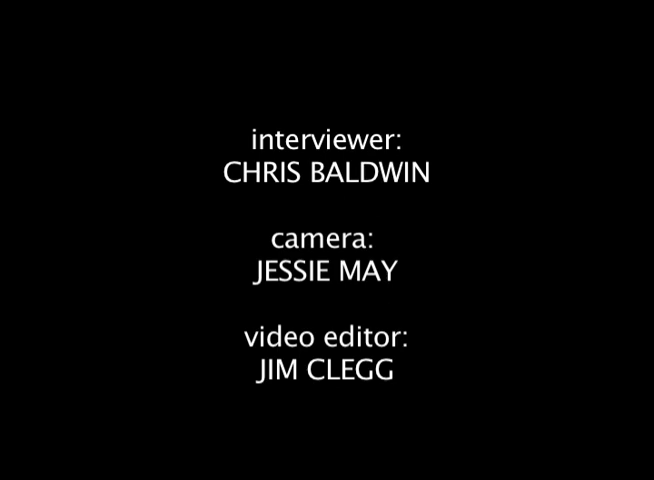 interviewer:
CHRIS BALDWIN
camera:
JESSIE MAY
video editor:
JIM CLEGG